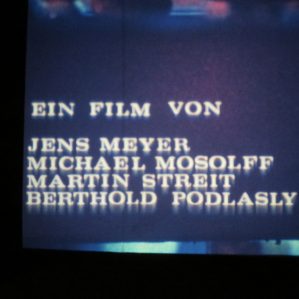 EIN FILM VON
JENS MEYER
MICHAEL MOSOLFF
MARTIN STREIT
BERTHOLD PODLASLY